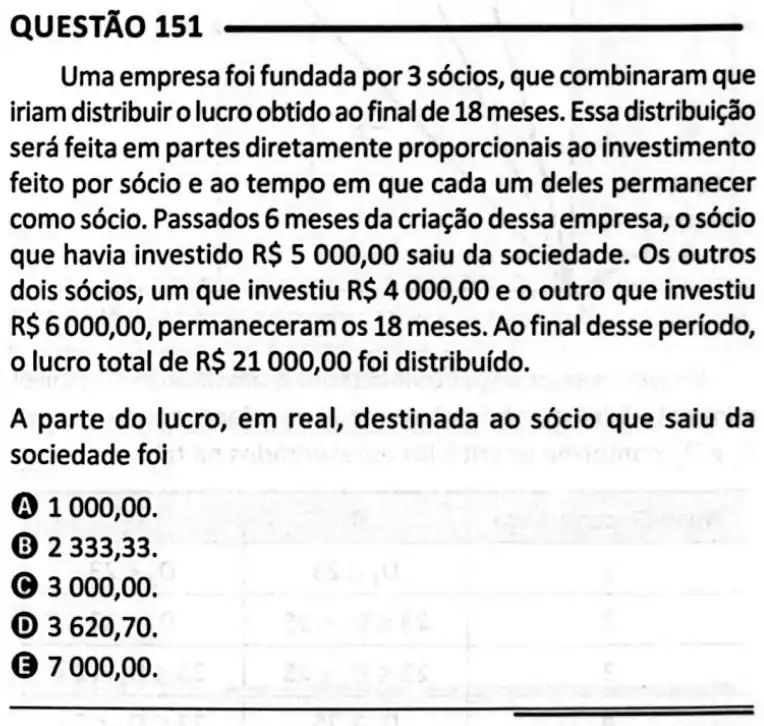 QUESTÃO 151
Uma empresa foi fundada por 3 sócios, que combinaram que
iriam distribuir o lucro obtido ao final de 18 meses. Essa distribuição
será feita em partes diretamente proporcionais ao investimento
feito por sócio e ao tempo em que cada um deles permanecer
como sócio. Passados 6 meses da criação dessa empresa, o sócio
que havia investido R$ 5 000,00 saiu da sociedade. Os outros
dois sócios, um que investiu R$ 4 000,00 e o outro que investiu
R$ 6 000,00, permaneceram os 18 meses. Ao final desse período,
o lucro total de R$ 21 000,00 foi distribuído.
A parte do lucro, em real, destinada ao sócio que saiu da
sociedade foi
A 1 000,00.
B 2 333,33.
C 3 000,00.
D 3 620,70.
E 7 000,00.